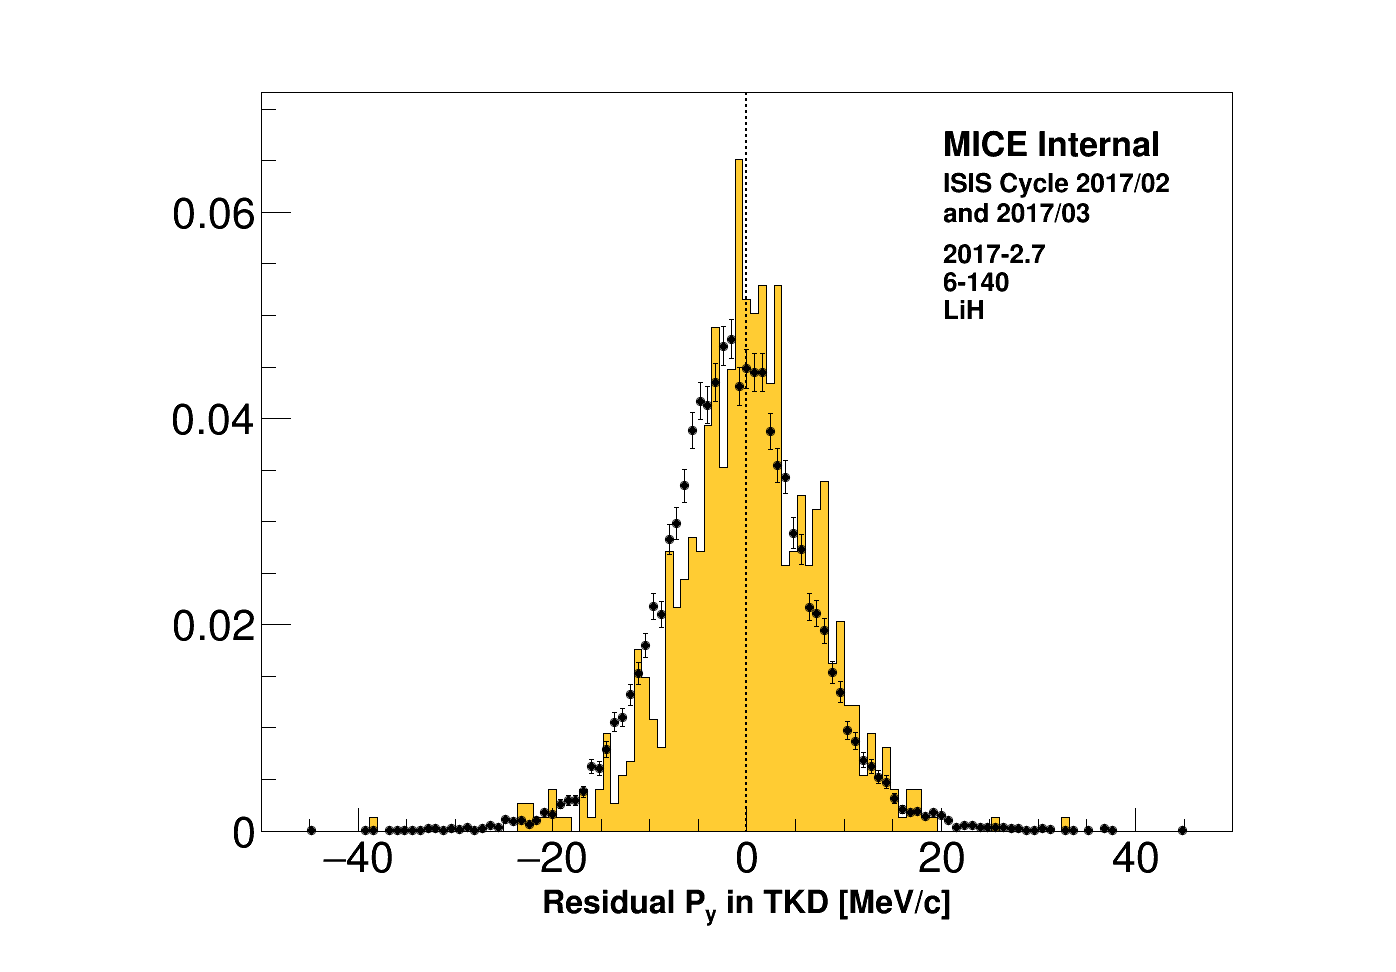 MICE Internal
ISIS Cycle 2017/02
and 2017/03
2017-2.7
6-140
LiH
0.06
0.04
0.02
0
−40 −20 0 20 40
Residual Py in TKD [MeV/c]